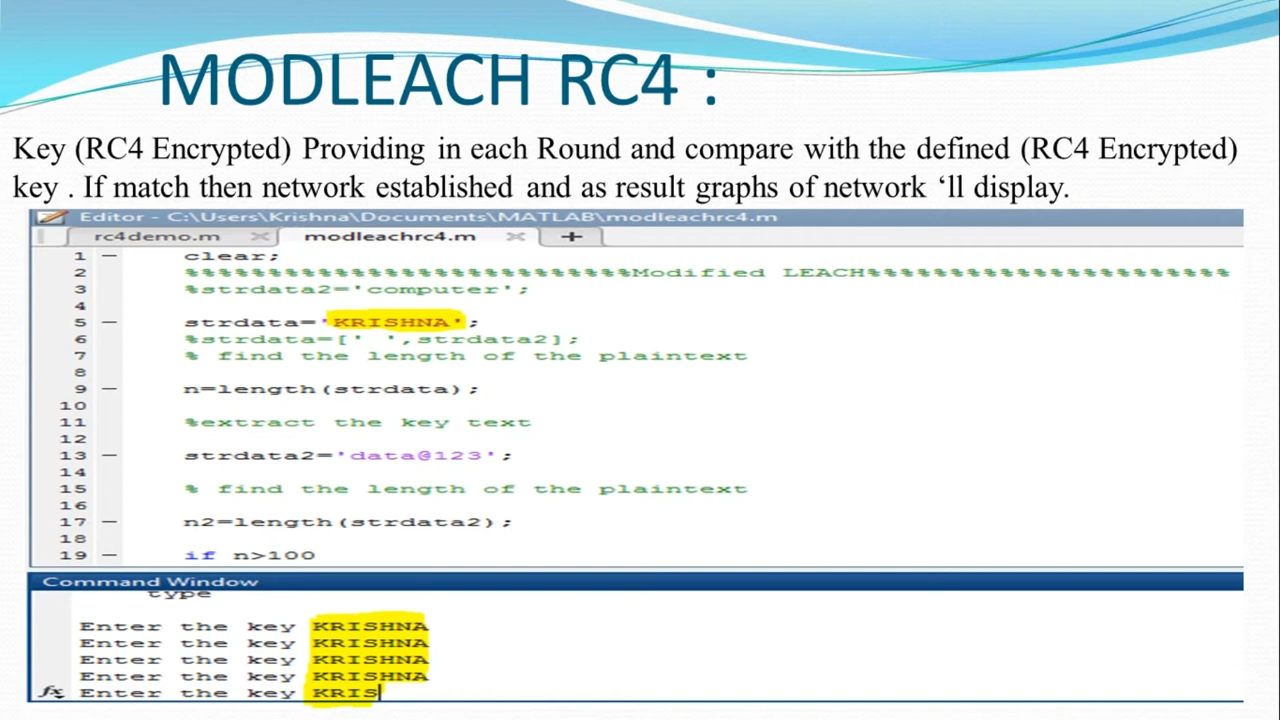 MODLEACH RC4 :
Key (RC4 Encrypted) Providing in each Round and compare with the defined (RC4 Encrypted)
key . If match then network established and as result graphs of network ‘ll display.
Editor - C:\Users\Krishna\Documents\MATLAB\modleachrc4.m
rc4demo.m × modleachrc4.m × +
1 — clear;
2 %%%%%%%%%%%%%%%%%%%%%%%%%%%Modified LEACH%%%%%%%%%%%%%%%%%%%%%%
3 %strdata2='computer';
4
5 — strdata='KRISHNA';
6 %strdata=[' ',strdata2];
7 % find the length of the plaintext
8
9 — n=length(strdata);
10
11 %extract the key text
12
13 — strdata2='data@123';
14
15 % find the length of the plaintext
16
17 — n2=length(strdata2);
18
19 — if n>100
Command Window
type
Enter the key KRISHNA
Enter the key KRISHNA
Enter the key KRISHNA
Enter the key KRISHNA
fx Enter the key KRIS